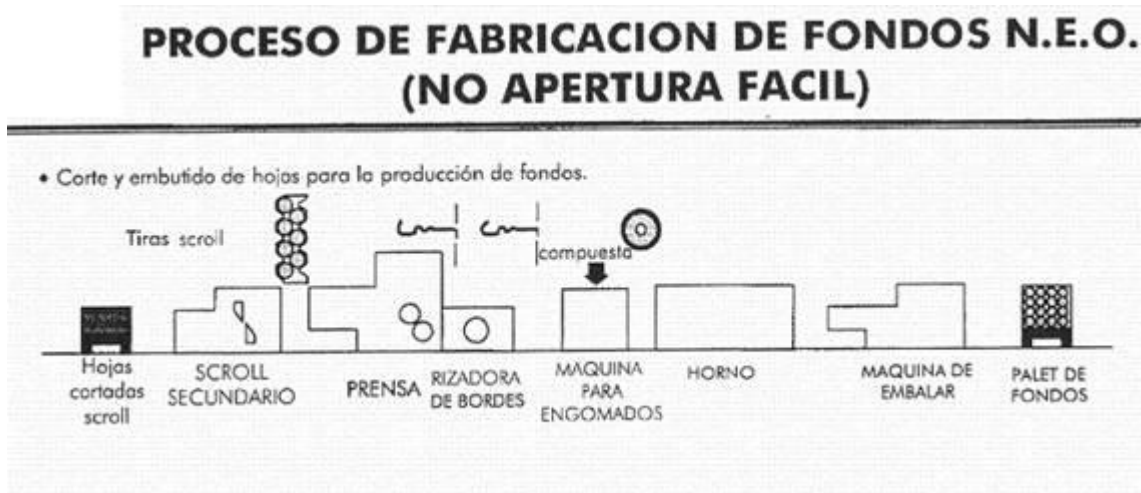 PROCESO DE FABRICACION DE FONDOS N.E.O.
(NO APERTURA FACIL)
• Corte y embutido de hojas para la producción de fondos.
Tiras scroll
compuesto
Hojas
cortadas
scroll
SCROLL
SECUNDARIO
PRENSA
RIZADORA
DE BORDES
MAQUINA
PARA
ENGOMADOS
HORNO
MAQUINA DE
EMBALAR
PALET DE
FONDOS